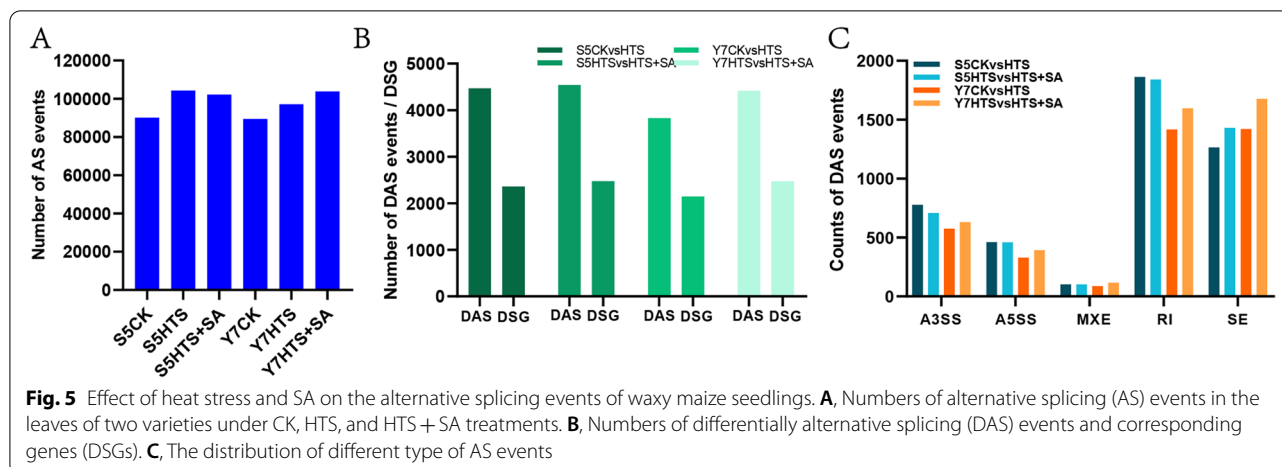 A
Number of AS events
120000
100000
80000
60000
40000
20000
0
S5CK
S5HTS
S5HTS+SA
Y7CK
Y7HTS
Y7HTS+SA
B
S5CKvsHTS
S5HTSvsHTS+SA
Y7CKvsHTS
Y7HTSvsHTS+SA
Number of DAS events / DSG
5000
4000
3000
2000
1000
0
DAS DSG DAS DSG DAS DSG DAS DSG
C
S5CKvsHTS
S5HTSvsHTS+SA
Y7CKvsHTS
Y7HTSvsHTS+SA
Counts of DAS events
2000
1500
1000
500
0
A3SS A5SS MXE RI SE
Fig. 5 Effect of heat stress and SA on the alternative splicing events of waxy maize seedlings. A, Numbers of alternative splicing (AS) events in the
leaves of two varieties under CK, HTS, and HTS + SA treatments. B, Numbers of differentially alternative splicing (DAS) events and corresponding
genes (DSGs). C, The distribution of different type of AS events